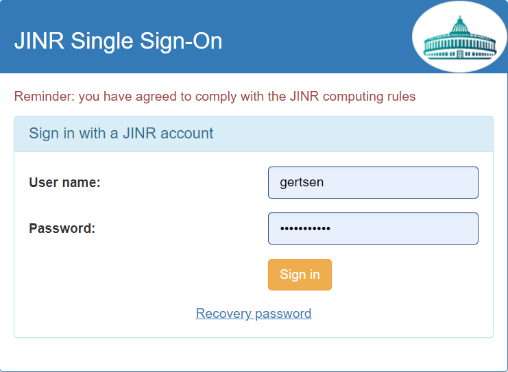 JINR Single Sign-On
Reminder: you have agreed to comply with the JINR computing rules
Sign in with a JINR account
User name:
gertsen
Password:
•••••••••••
Sign in
Recovery password